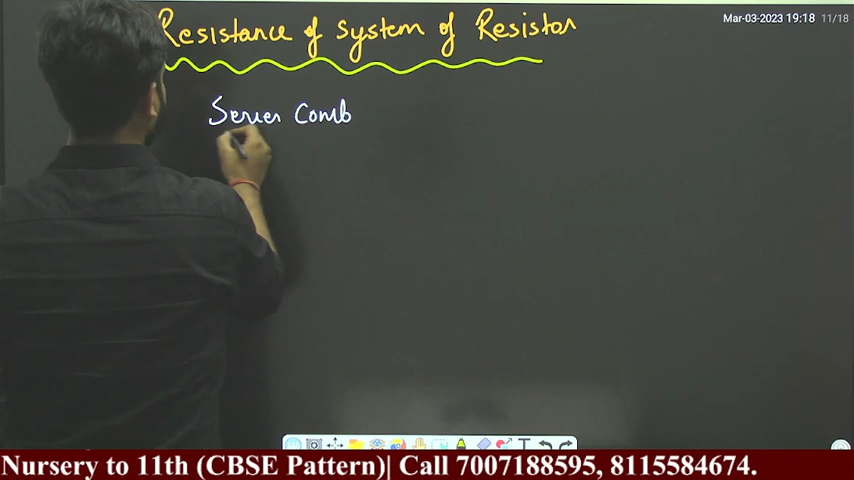 Resistance of system of Resistor
Mar-03-2023 19:18 11/18
Series Comb
Nursery to 11th (CBSE Pattern)| Call 7007188595, 8115584674.